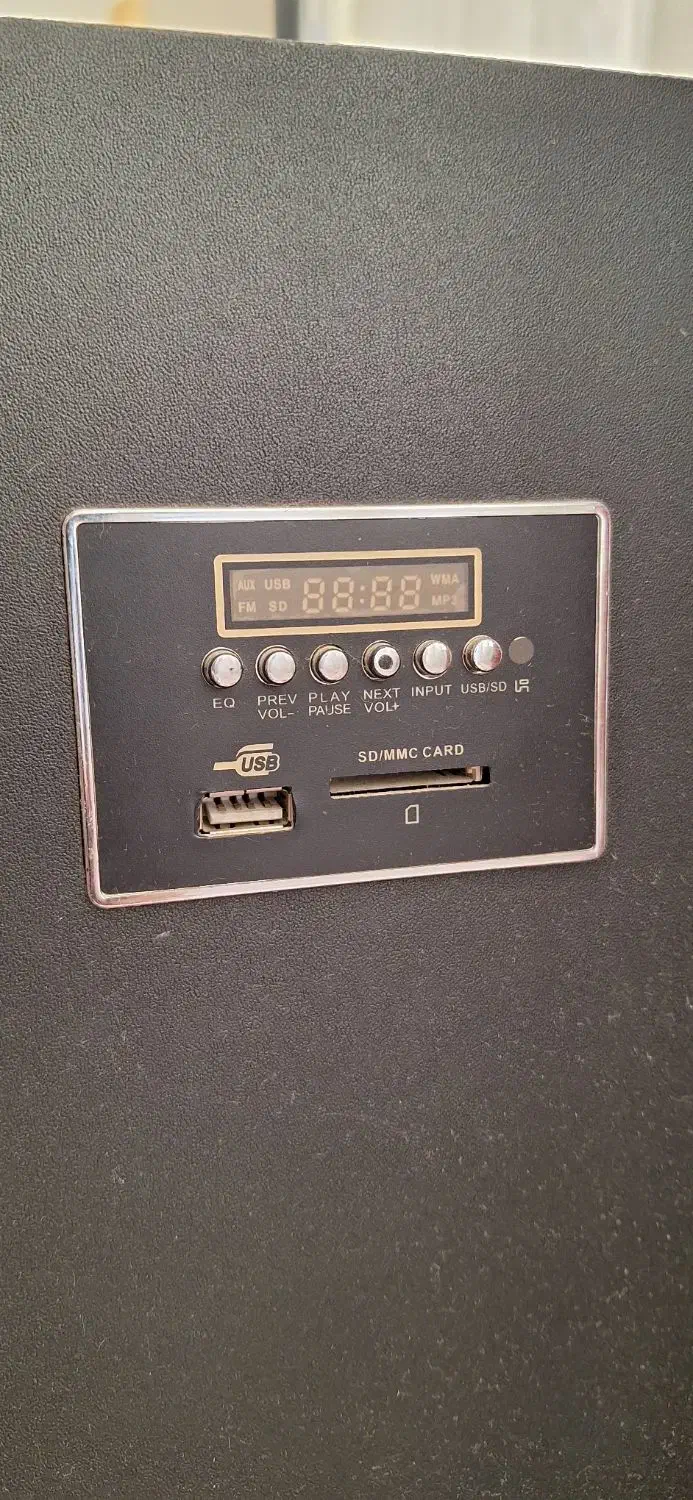 AUX USB 88:88 WMA
FM SD MP3
EQ PREV PLAY NEXT INPUT USB/SD
VOL- PAUSE VOL+
USB SD/MMC CARD